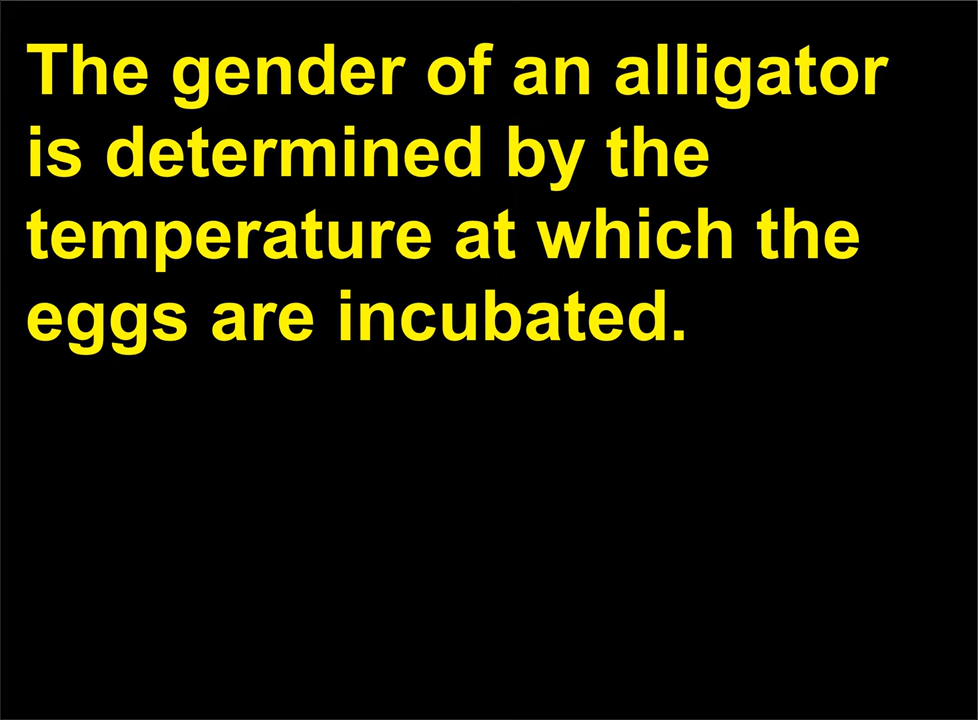 The gender of an alligator
is determined by the
temperature at which the
eggs are incubated.